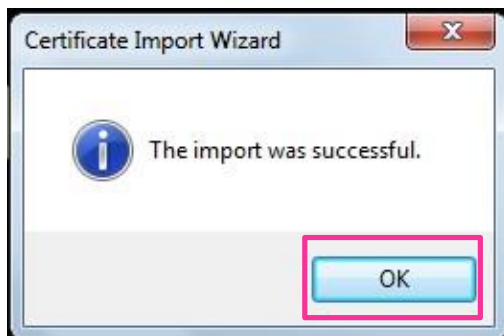 Certificate Import Wizard
The import was successful.
OK